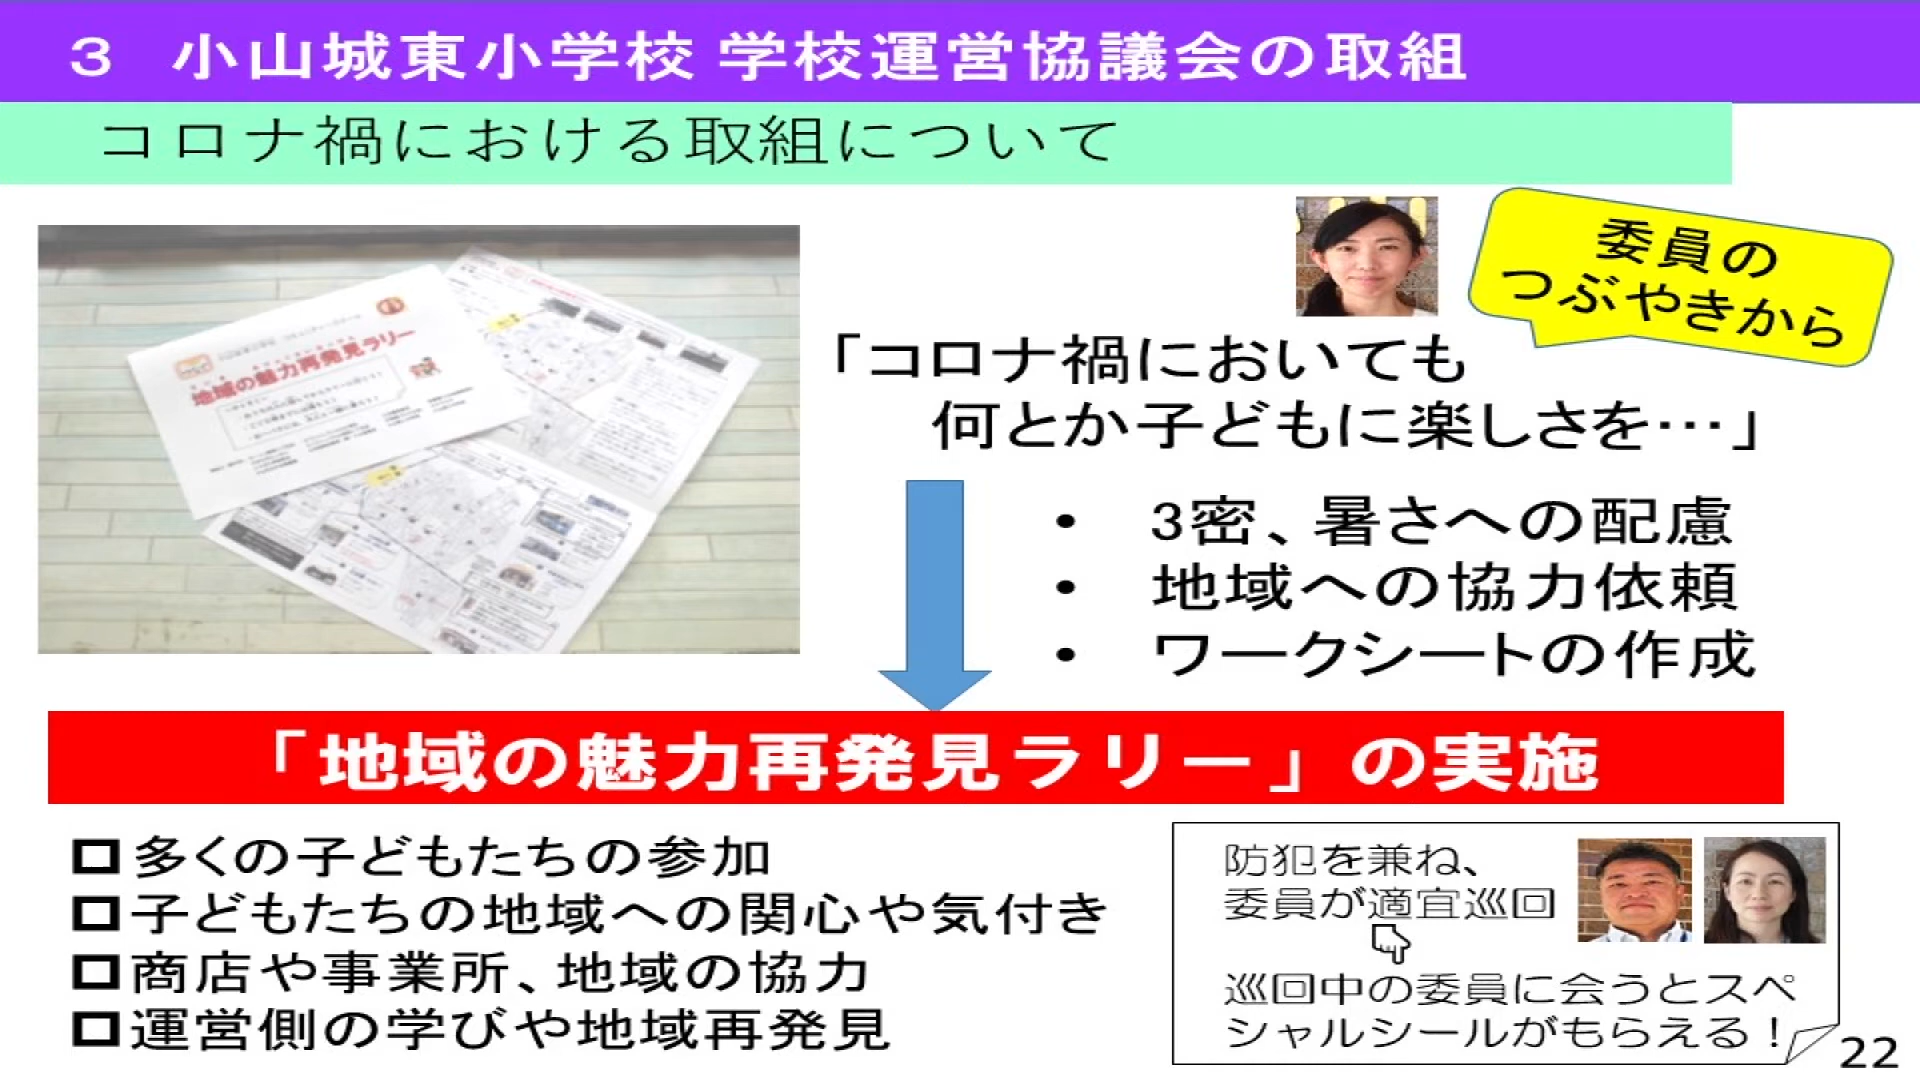 ３　小山城東小学校 学校運営協議会の取組
コロナ禍における取組について
地域の魅力再発見ラリー
委員の
つぶやきから
「コロナ禍においても
何とか子どもに楽しさを…」
• 3密、暑さへの配慮
• 地域への協力依頼
• ワークシートの作成
「地域の魅力再発見ラリー」の実施
□多くの子どもたちの参加
□子どもたちの地域への関心や気付き
□商店や事業所、地域の協力
□運営側の学びや地域再発見
防犯を兼ね、
委員が適宜巡回
巡回中の委員に会うとスペ
シャルシールがもらえる！
22